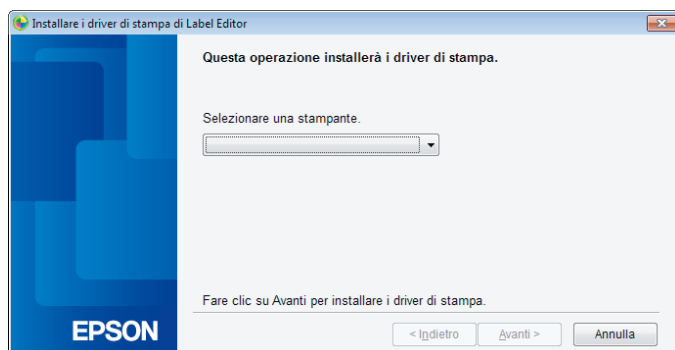 Installare i driver di stampa di Label Editor
Questa operazione installerà i driver di stampa.
Selezionare una stampante.
Fare clic su Avanti per installare i driver di stampa.
EPSON
< Indietro
Avanti >
Annulla